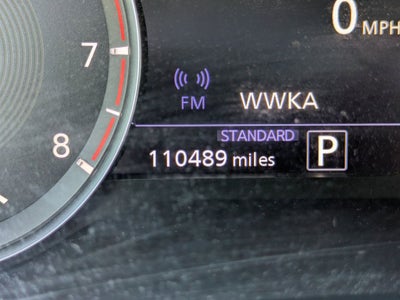 0 MPH
7
FM WWKA
STANDARD
8
110489 miles P